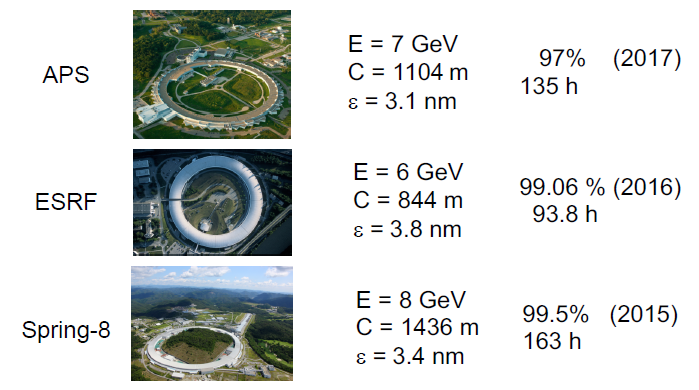 APS
E = 7 GeV
C = 1104 m
ε = 3.1 nm
97% (2017)
135 h
ESRF
E = 6 GeV
C = 844 m
ε = 3.8 nm
99.06 % (2016)
93.8 h
Spring-8
E = 8 GeV
C = 1436 m
ε = 3.4 nm
99.5% (2015)
163 h